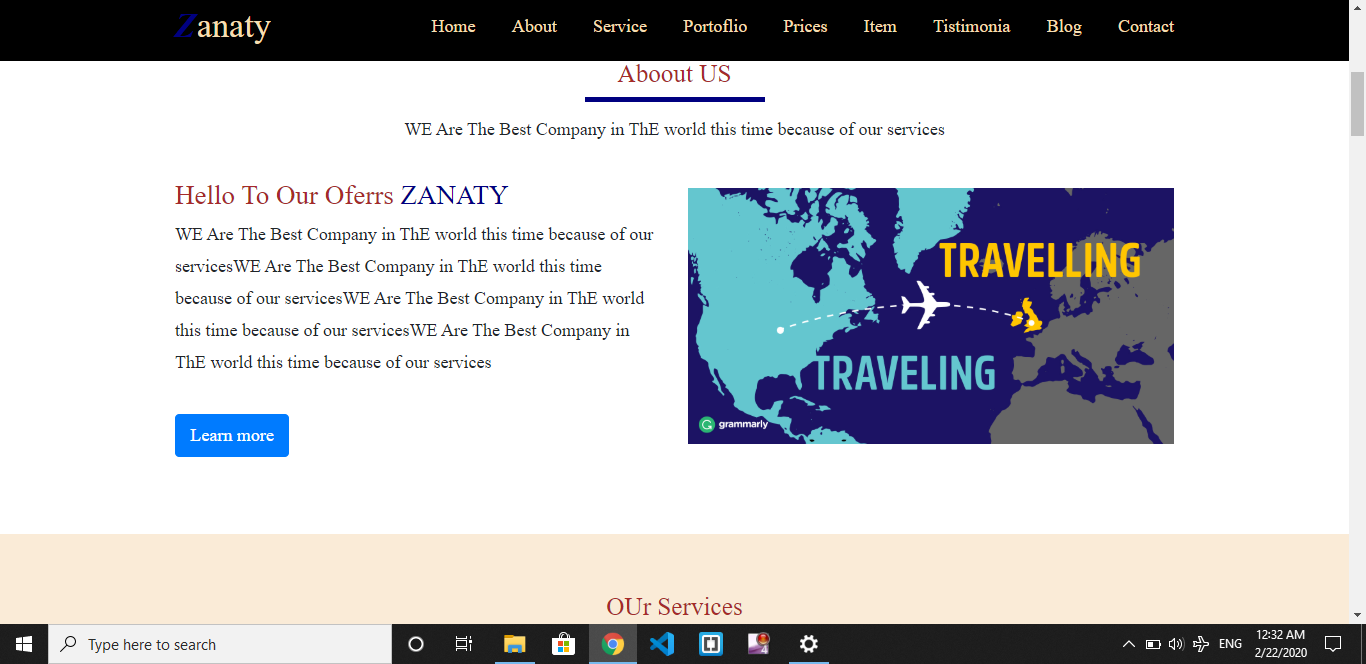 Zanaty
Home About Service Portoflio Prices Item Tistimonia Blog Contact
Aboout US
WE Are The Best Company in ThE world this time because of our services
Hello To Our Oferrs ZANATY
WE Are The Best Company in ThE world this time because of our
servicesWE Are The Best Company in ThE world this time
because of our servicesWE Are The Best Company in ThE world
this time because of our servicesWE Are The Best Company in
ThE world this time because of our services
Learn more
TRAVELLING
TRAVELING
grammarly
OUr Services
Type here to search
4
ENG
12:32 AM
2/22/2020